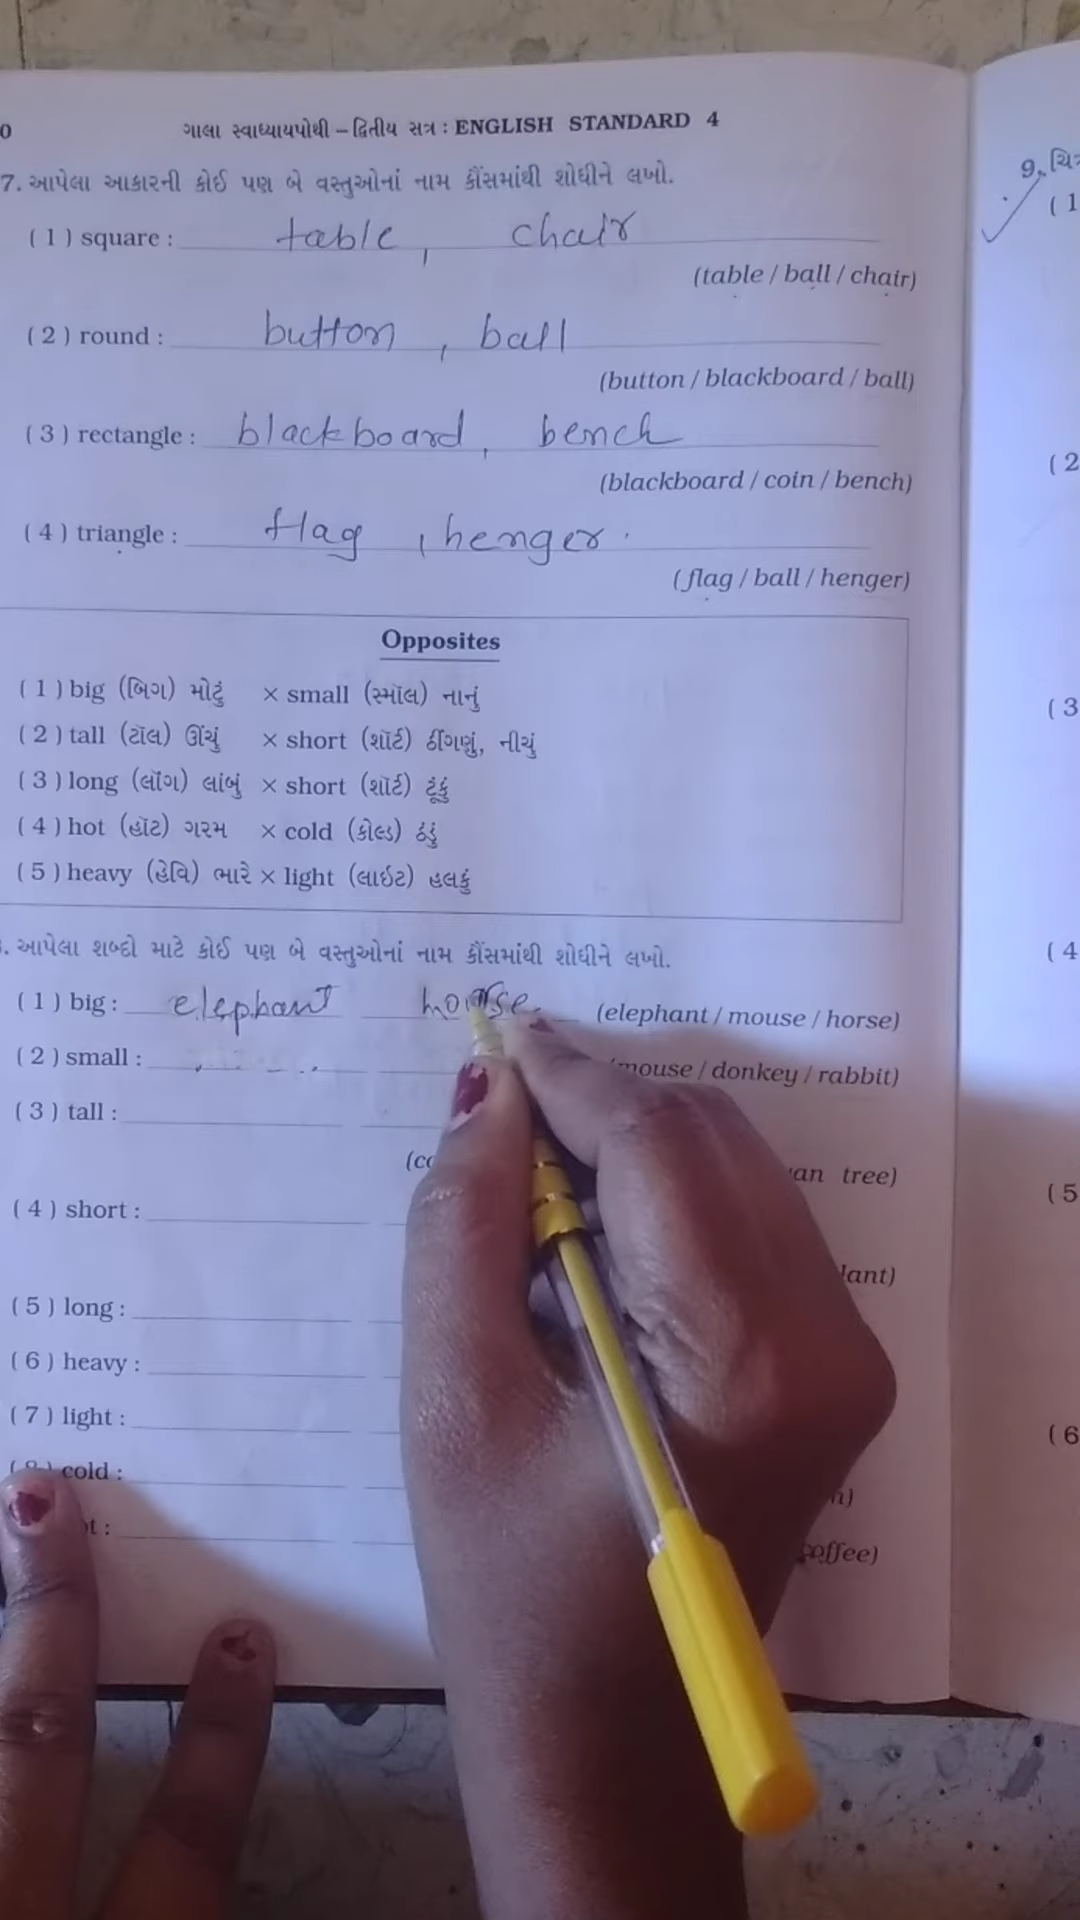 0 ગાલા સ્વાધ્યાયપોથી – દ્વિતીય સત્ર : ENGLISH STANDARD 4
7. આપેલા આકારની કોઈ પણ બે વસ્તુઓનાં નામ કૌંસમાંથી શોધીને લખો.
( 1 ) square : table, chair
(table / ball / chair)
( 2 ) round : button, ball
(button / blackboard / ball)
( 3 ) rectangle : blackboard, bench
(blackboard / coin / bench)
( 4 ) triangle : flag, henger.
(flag / ball / henger)
Opposites
( 1 ) big (બિગ) મોટું × small (સ્મૉલ) નાનું
( 2 ) tall (ટૉલ) ઊંચું × short (શૉર્ટ) ઠીંગણું, નીચું
( 3 ) long (લૉંગ) લાંબું × short (શૉર્ટ) ટૂંકું
( 4 ) hot (હૉટ) ગરમ × cold (કોલ્ડ) ઠંડું
( 5 ) heavy (હેવિ) ભારે × light (લાઇટ) હલકું
. આપેલા શબ્દો માટે કોઈ પણ બે વસ્તુઓનાં નામ કૌંસમાંથી શોધીને લખો.
( 1 ) big : elephant horse (elephant / mouse / horse)
( 2 ) small : mouse / donkey / rabbit)
( 3 ) tall :
tree)
( 4 ) short :
( 5 ) long :
( 6 ) heavy :
( 7 ) light :
cold :
coffee)
9. 
( 1
( 2
( 3
( 4
( 5
( 6